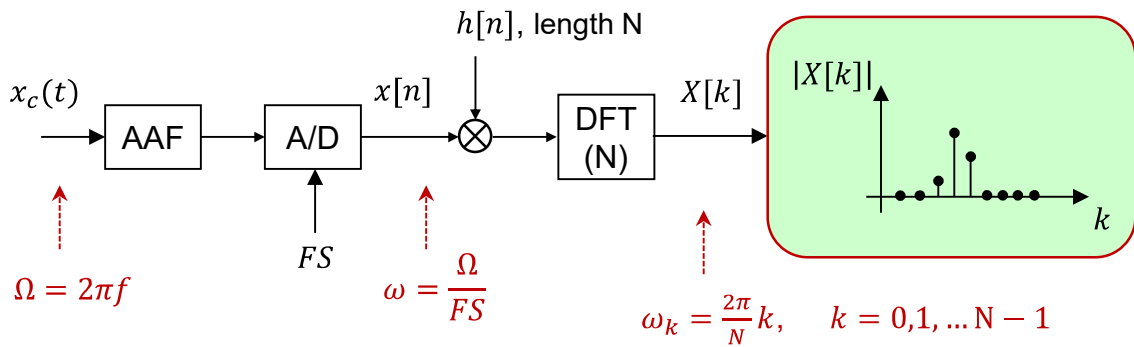 h[n], length N
x_c(t)
x[n]
X[k]
|X[k]|
AAF
A/D
DFT
(N)
k
FS
Ω = 2πf
ω = Ω/FS
ω_k = 2π/N k, k = 0,1, … N − 1